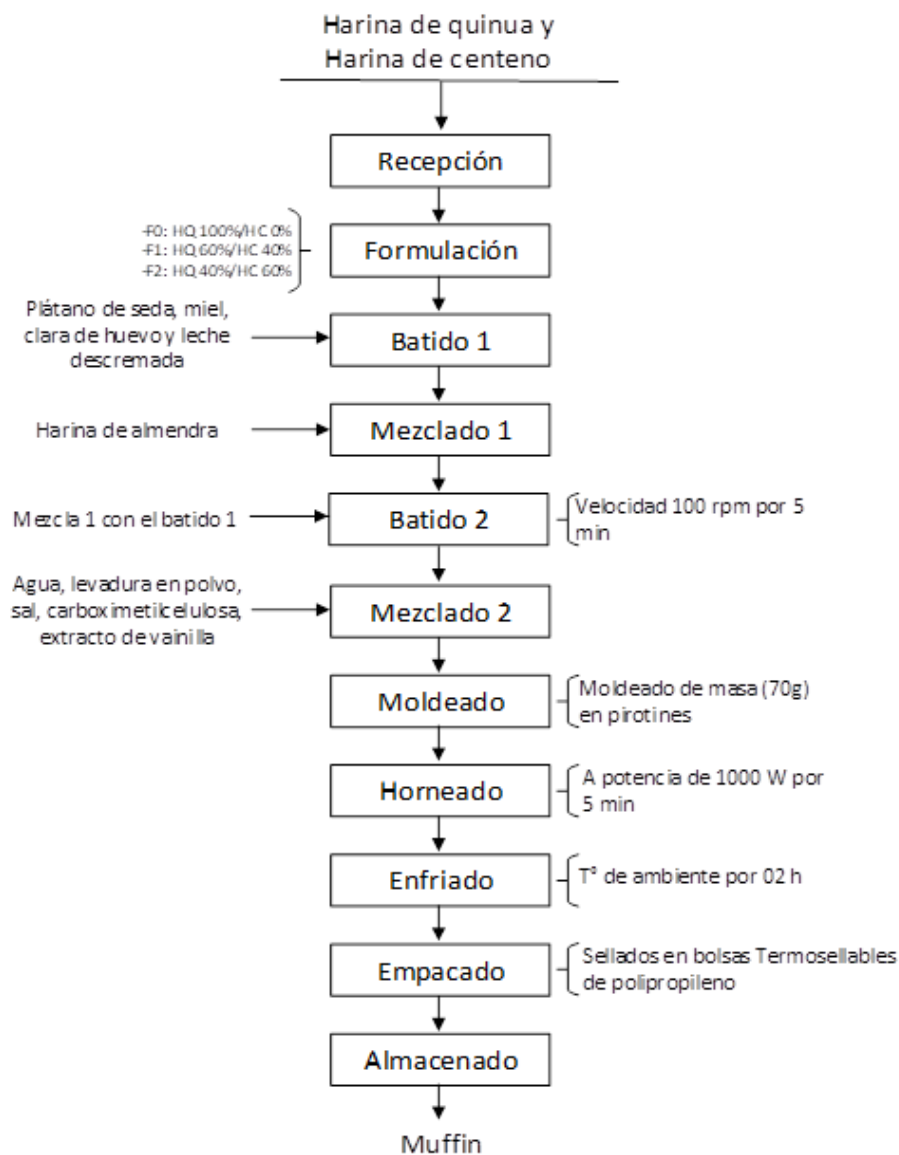 Harina de quinua y
Harina de centeno
Recepción
-F0: HQ 100%/HC 0%
-F1: HQ 60%/HC 40%
-F2: HQ 40%/HC 60%
Formulación
Plátano de seda, miel,
clara de huevo y leche
descremada
Batido 1
Harina de almendra
Mezclado 1
Mezcla 1 con el batido 1
Batido 2
Velocidad 100 rpm por 5
min
Agua, levadura en polvo,
sal, carboximetilcelulosa,
extracto de vainilla
Mezclado 2
Moldeado
Moldeado de masa (70g)
en pirotines
Horneado
A potencia de 1000 W por
5 min
Enfriado
T° de ambiente por 02 h
Empacado
Sellados en bolsas Termosellables
de polipropileno
Almacenado
Muffin